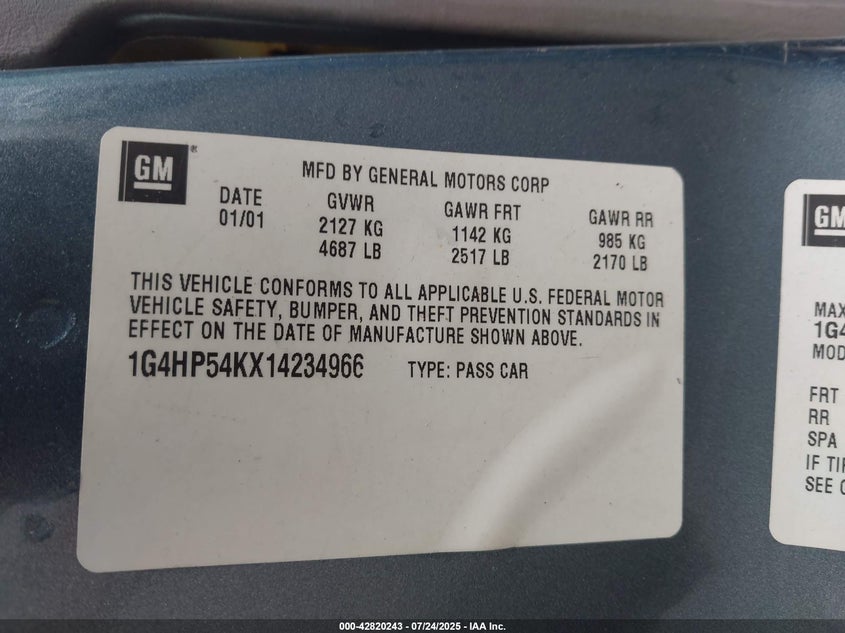 GM®
MFD BY GENERAL MOTORS CORP
DATE GVWR GAWR FRT GAWR RR
01/01 2127 KG 1142 KG 985 KG
4687 LB 2517 LB 2170 LB
THIS VEHICLE CONFORMS TO ALL APPLICABLE U.S. FEDERAL MOTOR
VEHICLE SAFETY, BUMPER, AND THEFT PREVENTION STANDARDS IN
EFFECT ON THE DATE OF MANUFACTURE SHOWN ABOVE.
1G4HP54KX14234966 TYPE: PASS CAR
GM
MAX
1G4
MOD
FRT
RR
SPA
IF TI
SEE
000-42820243 - 07/24/2025 - IAA Inc.